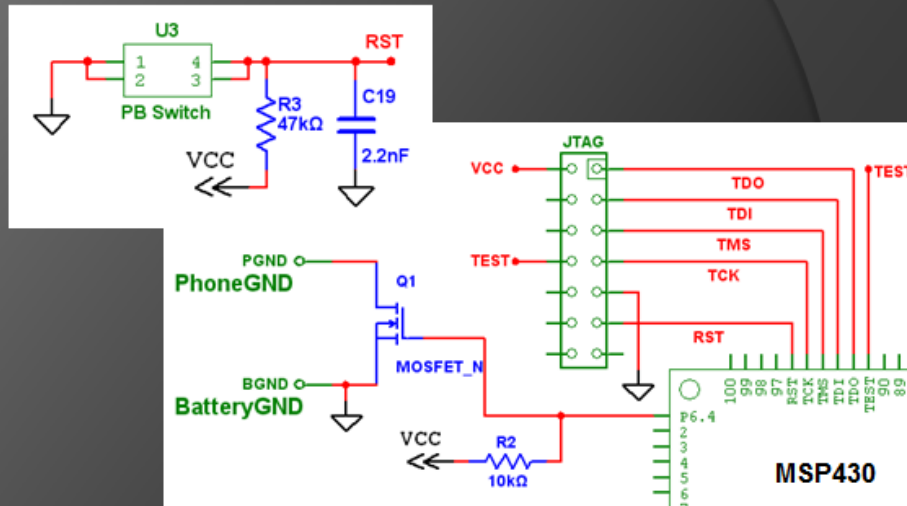 U3
1 4
2 3
PB Switch
RST
R3
47kΩ
C19
2.2nF
VCC
JTAG
VCC
TEST
TDO
TDI
TMS
TCK
RST
TEST
PGND
PhoneGND
Q1
MOSFET_N
BGND
BatteryGND
VCC
R2
10kΩ
100
99
98
97
RST
TCK
TMS
TDI
TDO
TEST
90
89
P6.4
2
3
4
5
6
MSP430